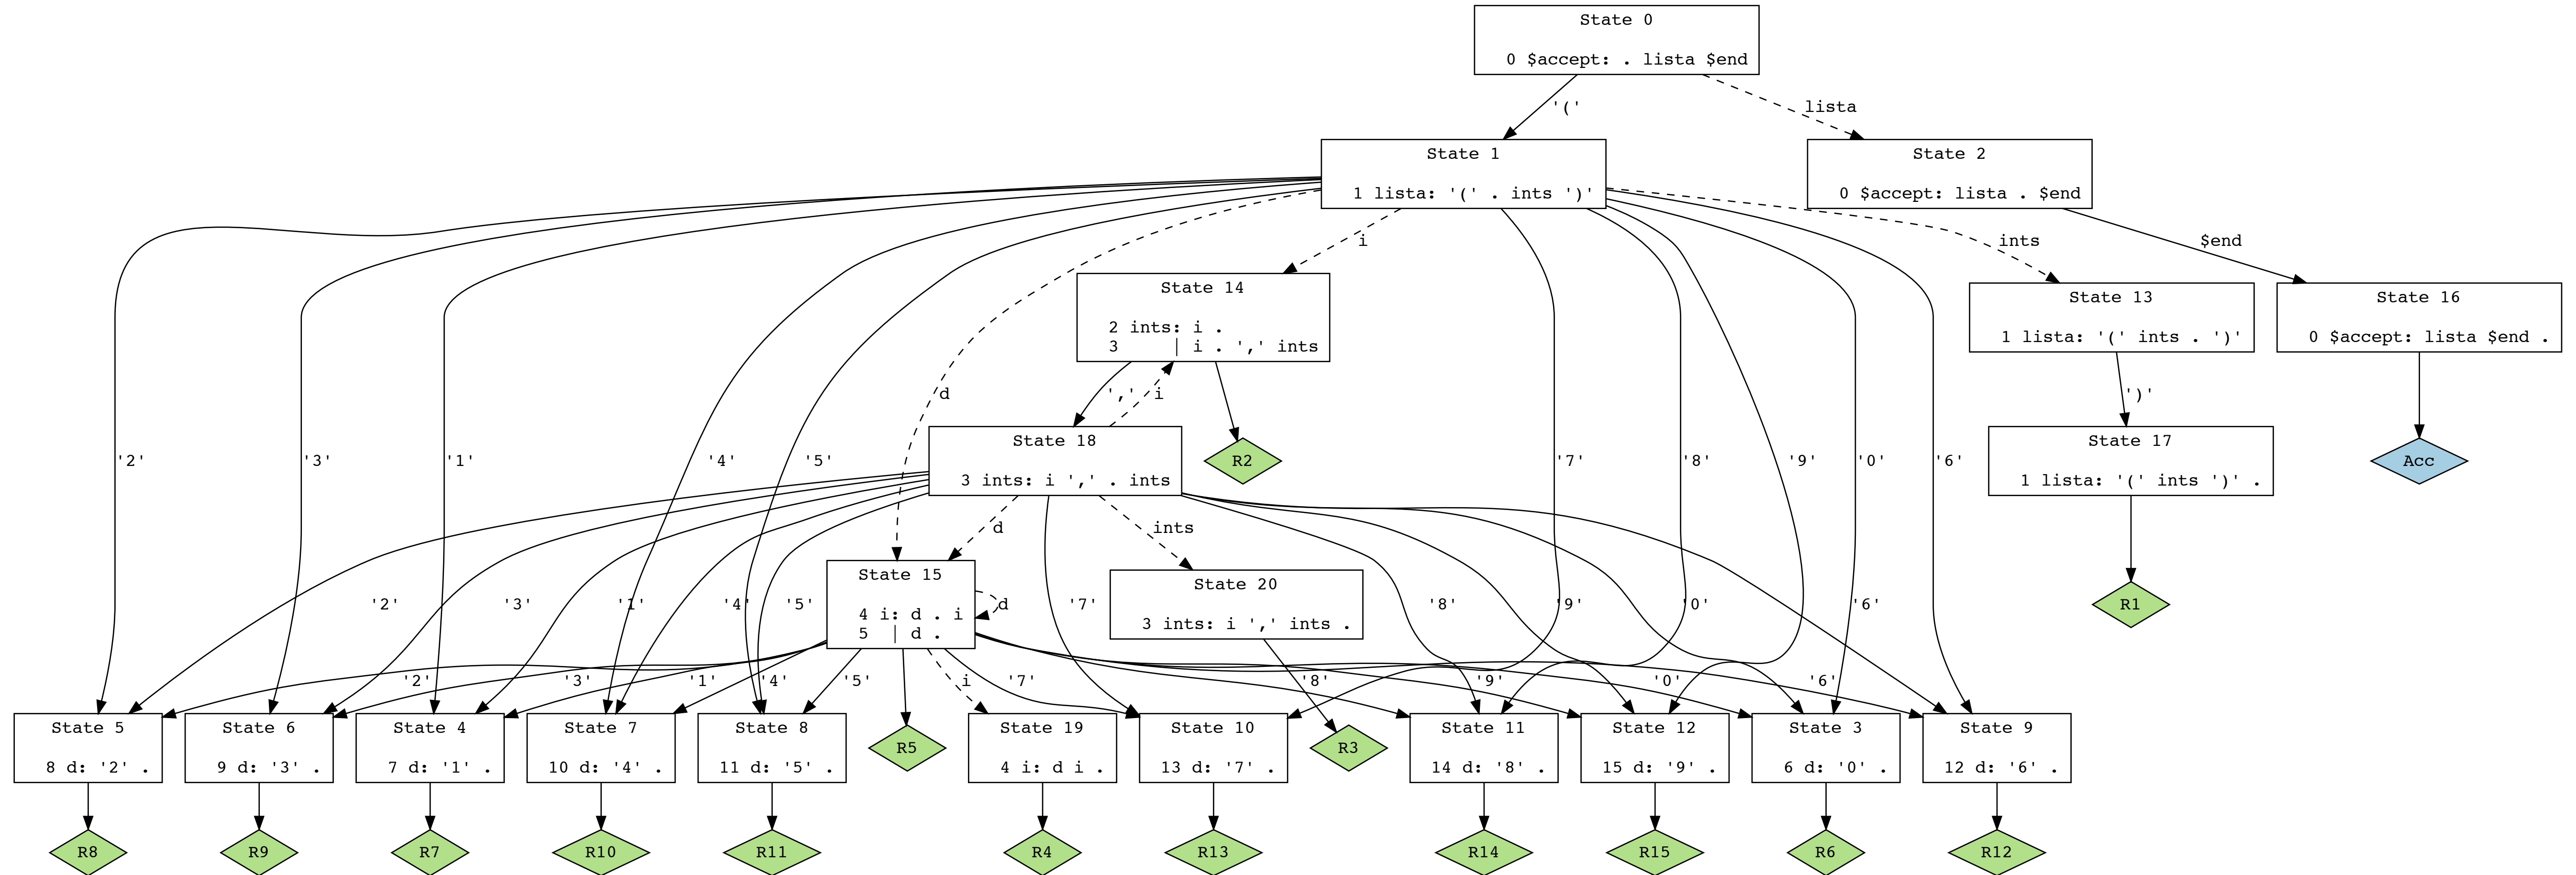 State 0
0 $accept: . lista $end
'('
lista
State 1
1 lista: '(' . ints ')'
State 2
0 $accept: lista . $end
i
ints
$end
State 14
2 ints: i .
3 | i . ',' ints
State 13
1 lista: '(' ints . ')'
State 16
0 $accept: lista $end .
d
','
i
')'
State 18
3 ints: i ',' . ints
R2
State 17
1 lista: '(' ints ')' .
Acc
'2'
'3'
'1'
'4'
'5'
'7'
'8'
'9'
'0'
'6'
d
ints
State 15
4 i: d . i
5 | d .
d
State 20
3 ints: i ',' ints .
R1
'2'
'3'
'1'
'4'
'5'
'7'
'8'
'9'
'0'
'6'
'2'
'3'
'1'
'4'
'5'
i
'7'
'8'
'9'
'0'
'6'
State 5
8 d: '2' .
State 6
9 d: '3' .
State 4
7 d: '1' .
State 7
10 d: '4' .
State 8
11 d: '5' .
R5
State 19
4 i: d i .
State 10
13 d: '7' .
R3
State 11
14 d: '8' .
State 12
15 d: '9' .
State 3
6 d: '0' .
State 9
12 d: '6' .
R8
R9
R7
R10
R11
R4
R13
R14
R15
R6
R12